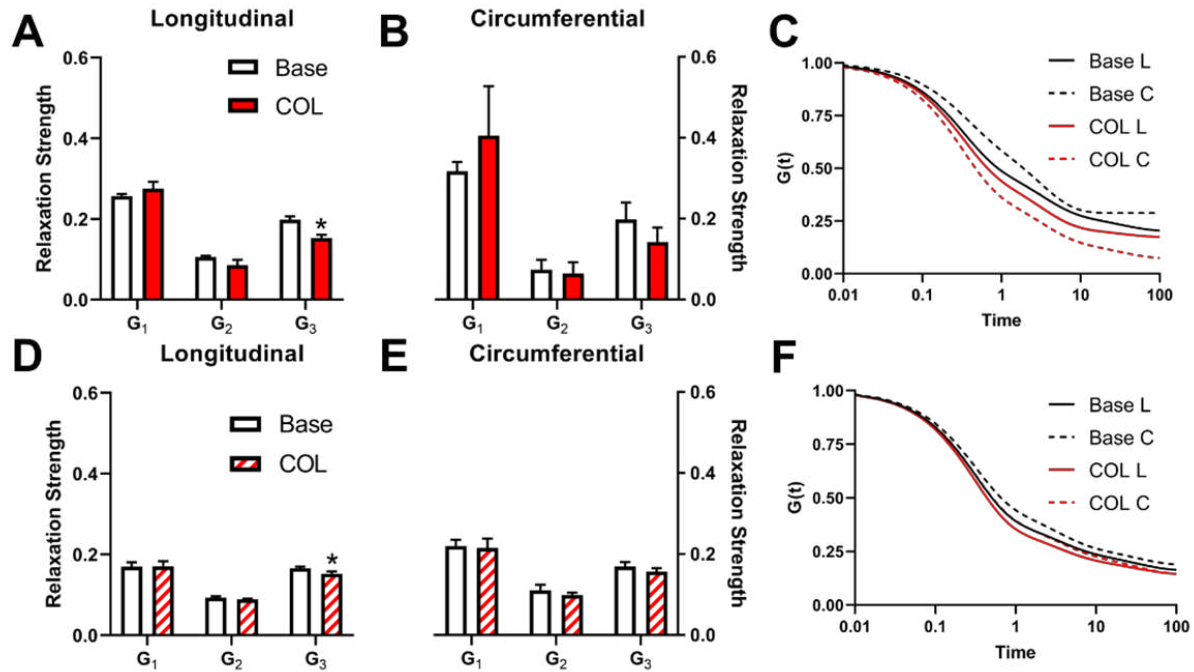 A
Longitudinal
Relaxation Strength
0.6
0.4
0.2
0.0
Base
COL
*
G₁
G₂
G₃
B
Circumferential
Relaxation Strength
0.6
0.4
0.2
0.0
G₁
G₂
G₃
C
G(t)
1.00
0.75
0.50
0.25
0.00
Base L
Base C
COL L
COL C
0.01
0.1
1
10
100
Time
D
Longitudinal
Relaxation Strength
0.6
0.4
0.2
0.0
Base
COL
*
G₁
G₂
G₃
E
Circumferential
Relaxation Strength
0.6
0.4
0.2
0.0
G₁
G₂
G₃
F
G(t)
1.00
0.75
0.50
0.25
0.00
Base L
Base C
COL L
COL C
0.01
0.1
1
10
100
Time